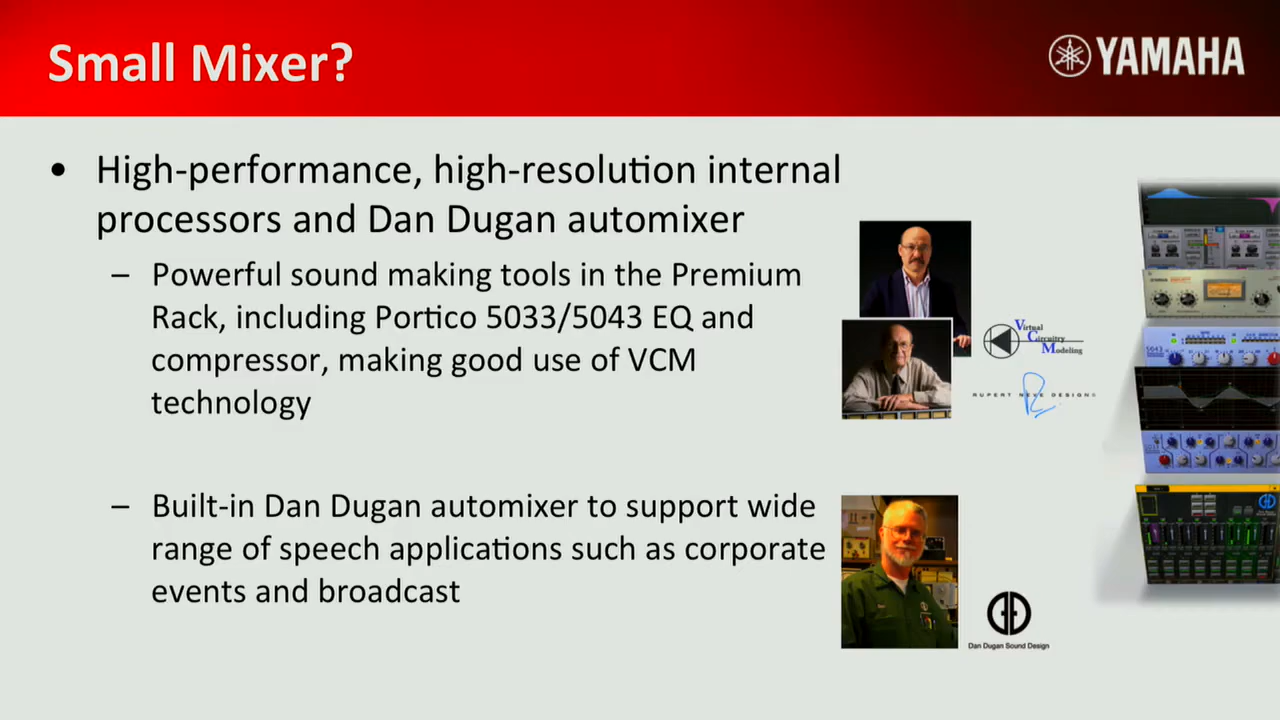 Small Mixer?
YAMAHA
• High-performance, high-resolution internal
processors and Dan Dugan automixer
– Powerful sound making tools in the Premium
Rack, including Portico 5033/5043 EQ and
compressor, making good use of VCM
technology
Virtual
Circuitry
Modeling
RUPERT NEVE DESIGNS
5043
– Built-in Dan Dugan automixer to support wide
range of speech applications such as corporate
events and broadcast
Dan Dugan Sound Design